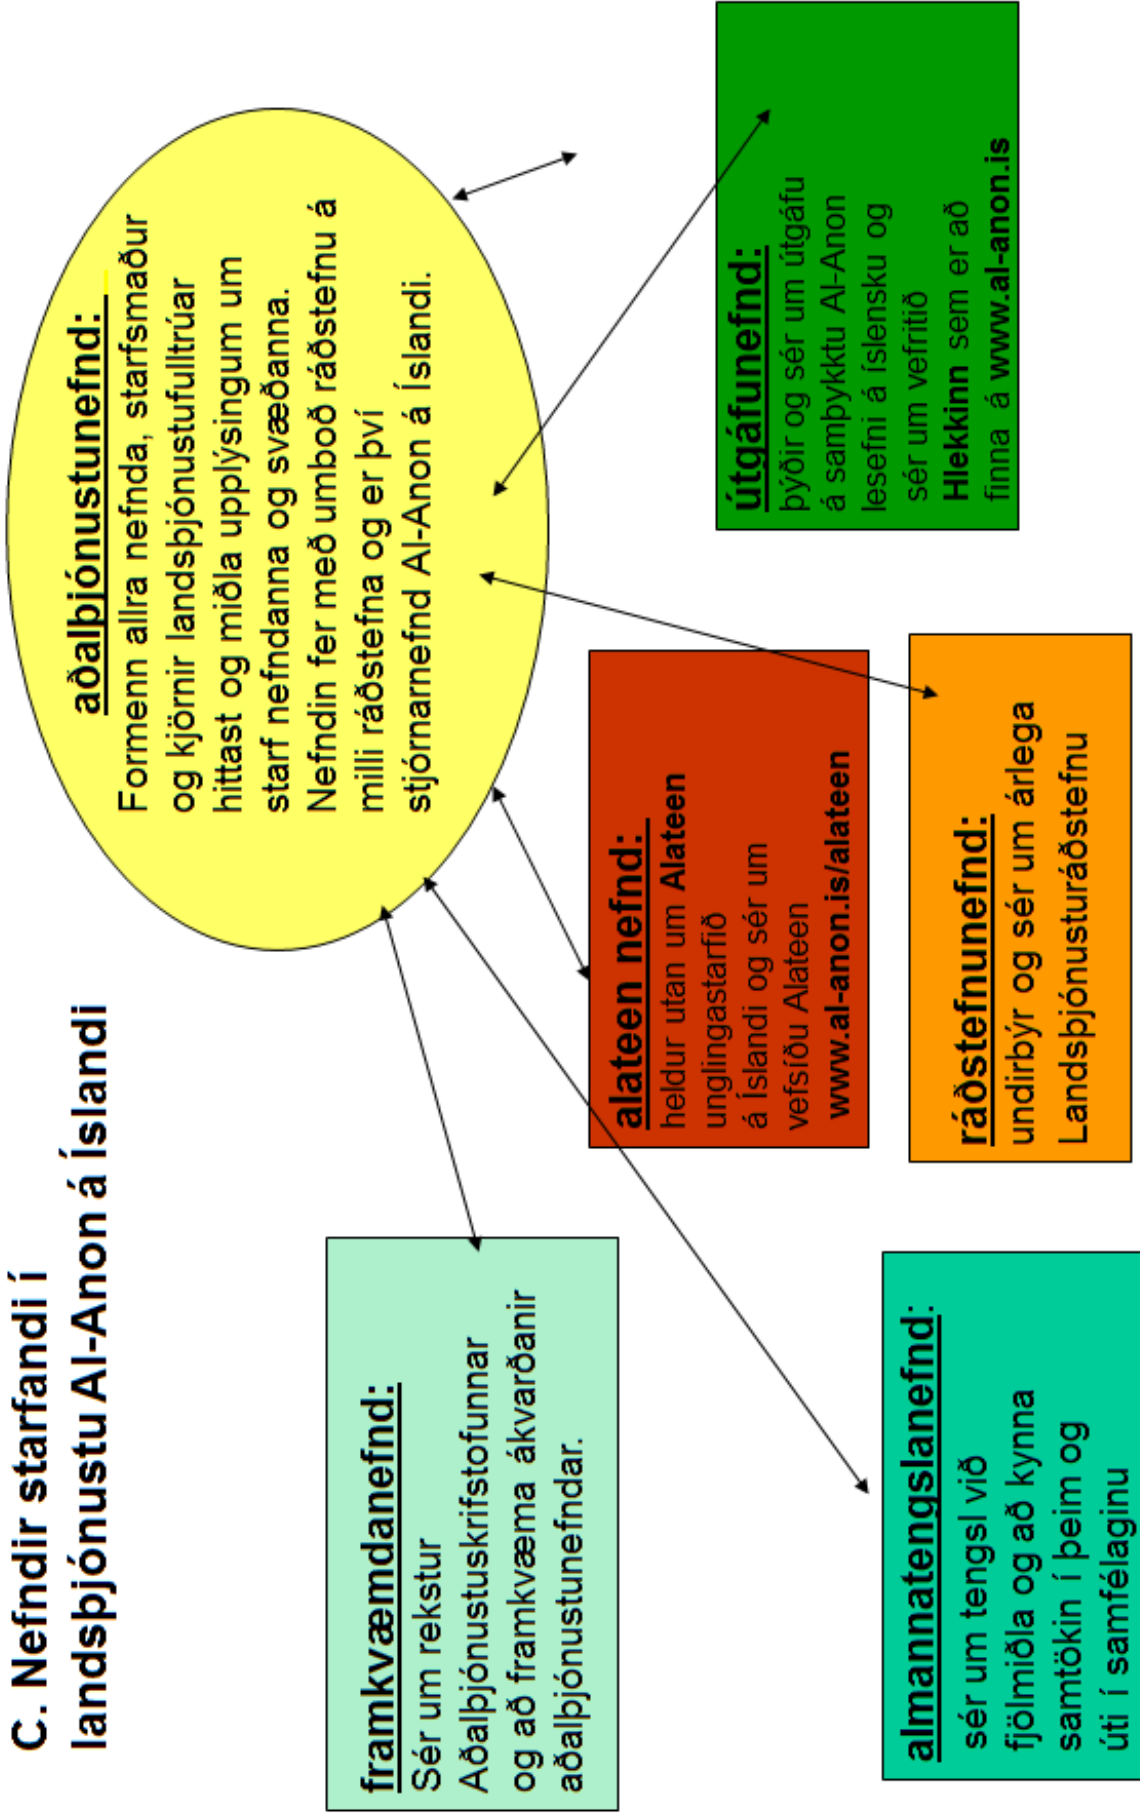 C. Nefndir starfandi í
landsþjónustu Al-Anon á íslandi
aðalþjónustunefnd:
Formenn allra nefnda, starfsmaður
og kjörnir landsþjónustufulltrúar
hittast og miðla upplýsingum um
starf nefndanna og svæðanna.
Nefndin fer með umboð ráðstefnu á
milli ráðstefna og er því
stjórnarnefnd Al-Anon á Íslandi.
framkvæmdanefnd:
Sér um rekstur
Aðalþjónustuskrifstofunnar
og að framkvæma ákvarðanir
aðalþjónustunefndar.
alateen nefnd:
heldur utan um Alateen
unglingastarfið
á Íslandi og sér um
vefsíðu Alateen
www.al-anon.is/alateen
útgáfunefnd:
þýðir og sér um útgáfu
á samþykktu Al-Anon
lesefni á íslensku og
sér um vefritið
Hlekkinn sem er að
finna á www.al-anon.is
almannatengslanefnd:
sér um tengsl við
fjölmiðla og að kynna
samtökin í þeim og
úti í samfélaginu
ráðstefnunefnd:
undirbýr og sér um árlega
Landsþjónusturáðstefnu